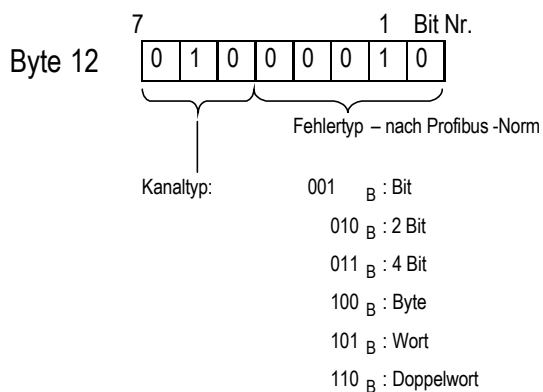 7 1 Bit Nr.
Byte 12 0 1 0 0 0 0 1 0
Fehlertyp – nach Profibus -Norm
Kanaltyp: 001 B : Bit
010 B : 2 Bit
011 B : 4 Bit
100 B : Byte
101 B : Wort
110 B : Doppelwort